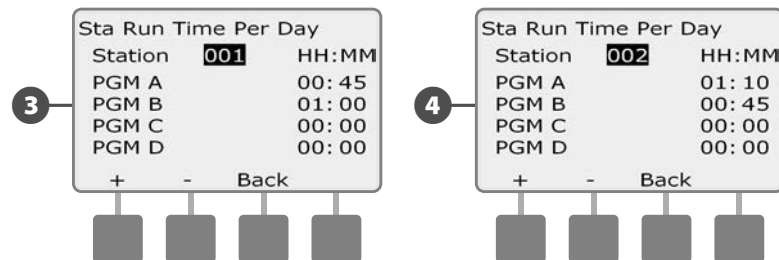 3
Sta Run Time Per Day
Station 001 HH:MM
PGM A 00:45
PGM B 01:00
PGM C 00:00
PGM D 00:00
+ - Back
4
Sta Run Time Per Day
Station 002 HH:MM
PGM A 01:10
PGM B 00:45
PGM C 00:00
PGM D 00:00
+ - Back